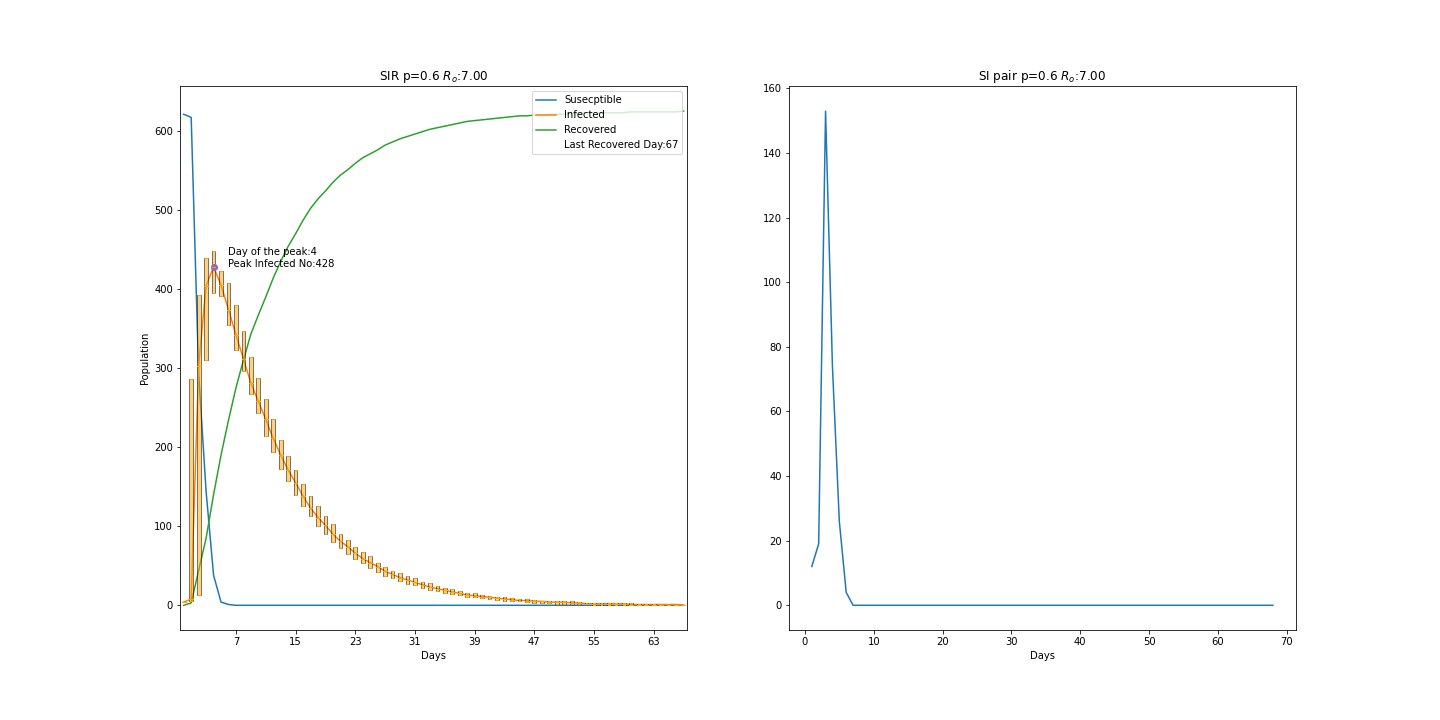 SIR p=0.6 Rₒ:7.00
Susecptible
Infected
Recovered
Last Recovered Day:67
Day of the peak:4
Peak Infected No:428
600
500
400
300
200
100
0
Population
7 15 23 31 39 47 55 63
Days
SI pair p=0.6 Rₒ:7.00
160
140
120
100
80
60
40
20
0
0 10 20 30 40 50 60 70
Days